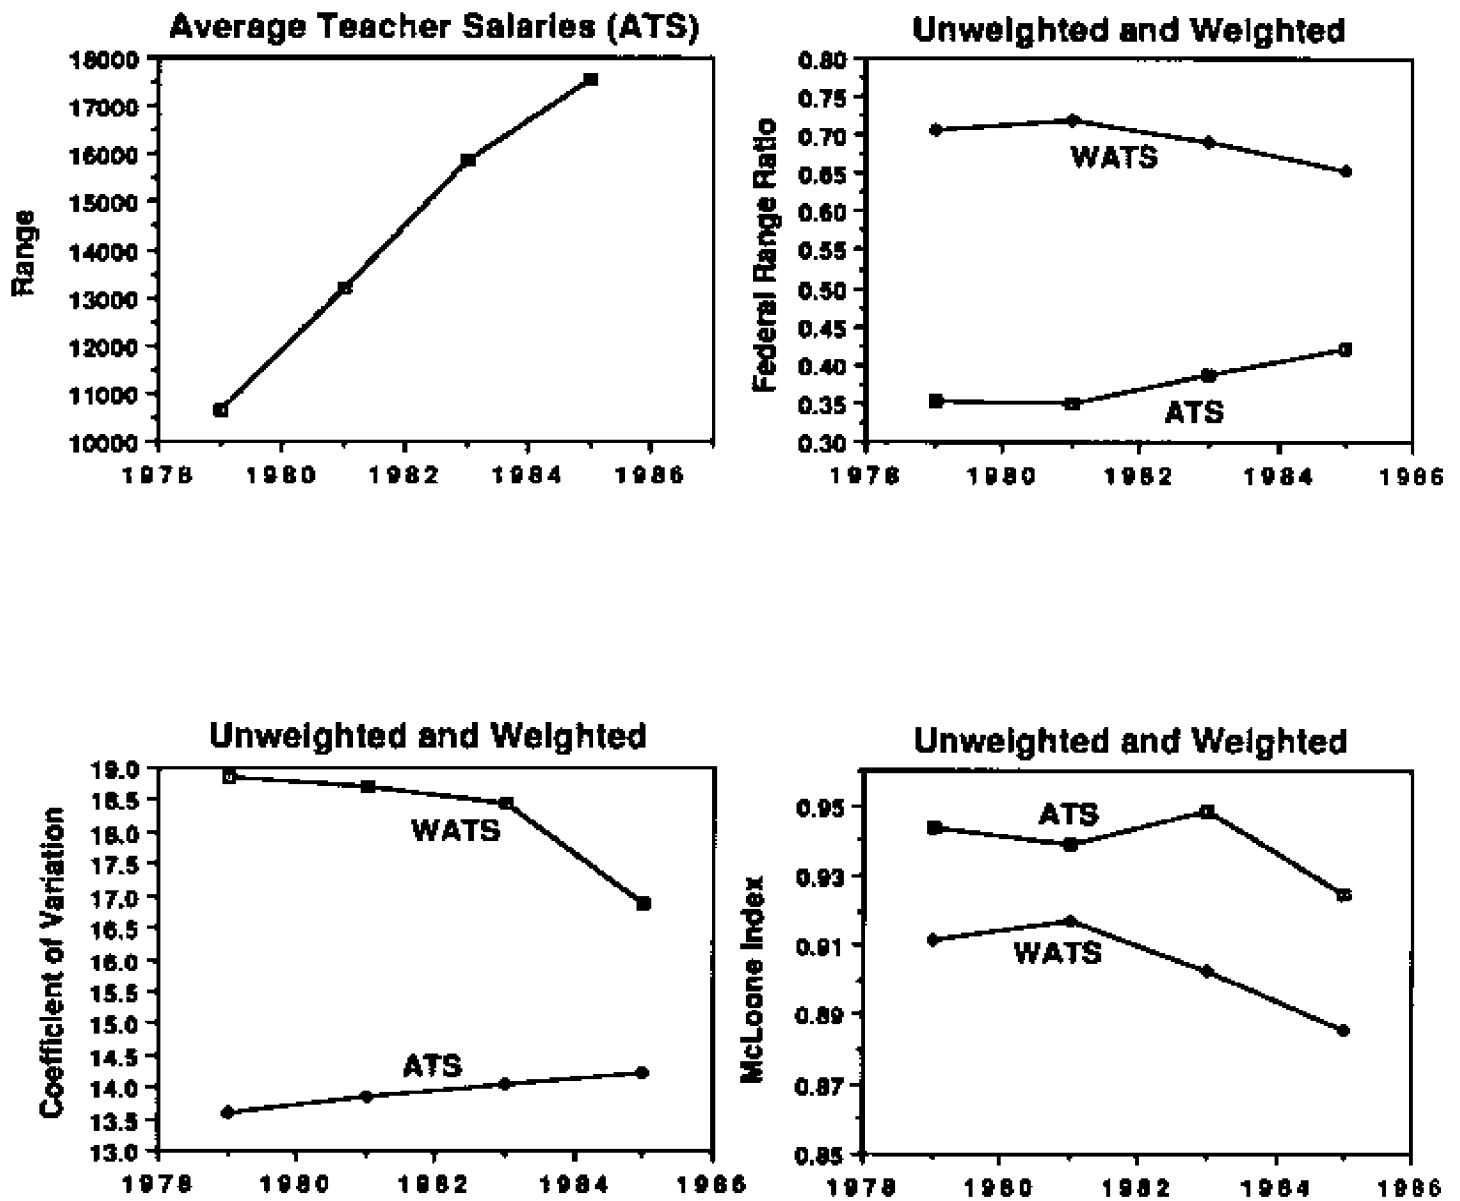 Average Teacher Salaries (ATS)
18000
17000
16000
15000
14000
13000
12000
11000
10000
Range
1978 1980 1982 1984 1986
Unweighted and Weighted
0.80
0.75
0.70
0.65
0.60
0.55
0.50
0.45
0.40
0.35
0.30
Federal Range Ratio
WATS
ATS
1978 1980 1982 1984 1986
Unweighted and Weighted
19.0
18.5
18.0
17.5
17.0
16.5
16.0
15.5
15.0
14.5
14.0
13.5
13.0
Coefficient of Variation
WATS
ATS
1978 1980 1982 1984 1986
Unweighted and Weighted
0.95
0.93
0.91
0.89
0.87
0.85
McLoone Index
ATS
WATS
1978 1980 1982 1984 1986